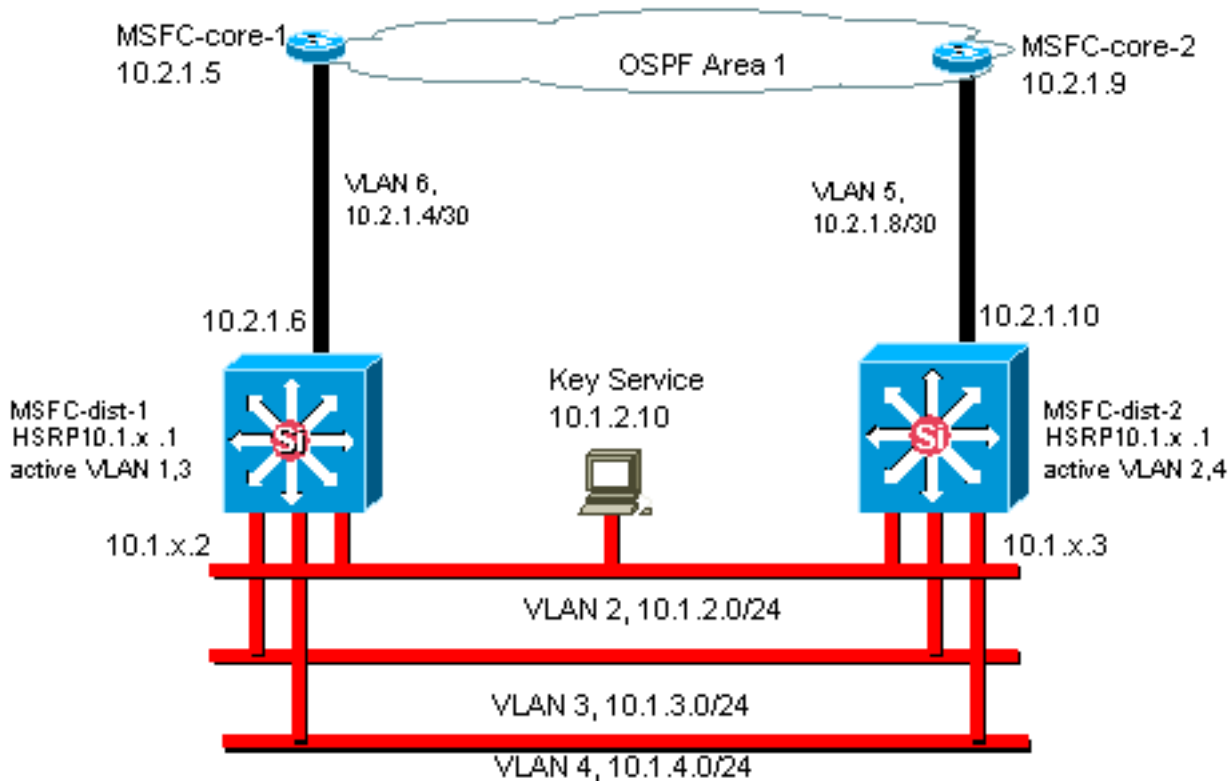 MSFC-core-1
10.2.1.5
OSPF Area 1
MSFC-core-2
10.2.1.9
VLAN 6,
10.2.1.4/30
VLAN 5,
10.2.1.8/30
10.2.1.6
10.2.1.10
MSFC-dist-1
HSRP10.1.x .1
active VLAN 1,3
Si
Key Service
10.1.2.10
Si
MSFC-dist-2
HSRP10.1.x .1
active VLAN 2,4
10.1.x.2
10.1.x.3
VLAN 2, 10.1.2.0/24
VLAN 3, 10.1.3.0/24
VLAN 4, 10.1.4.0/24